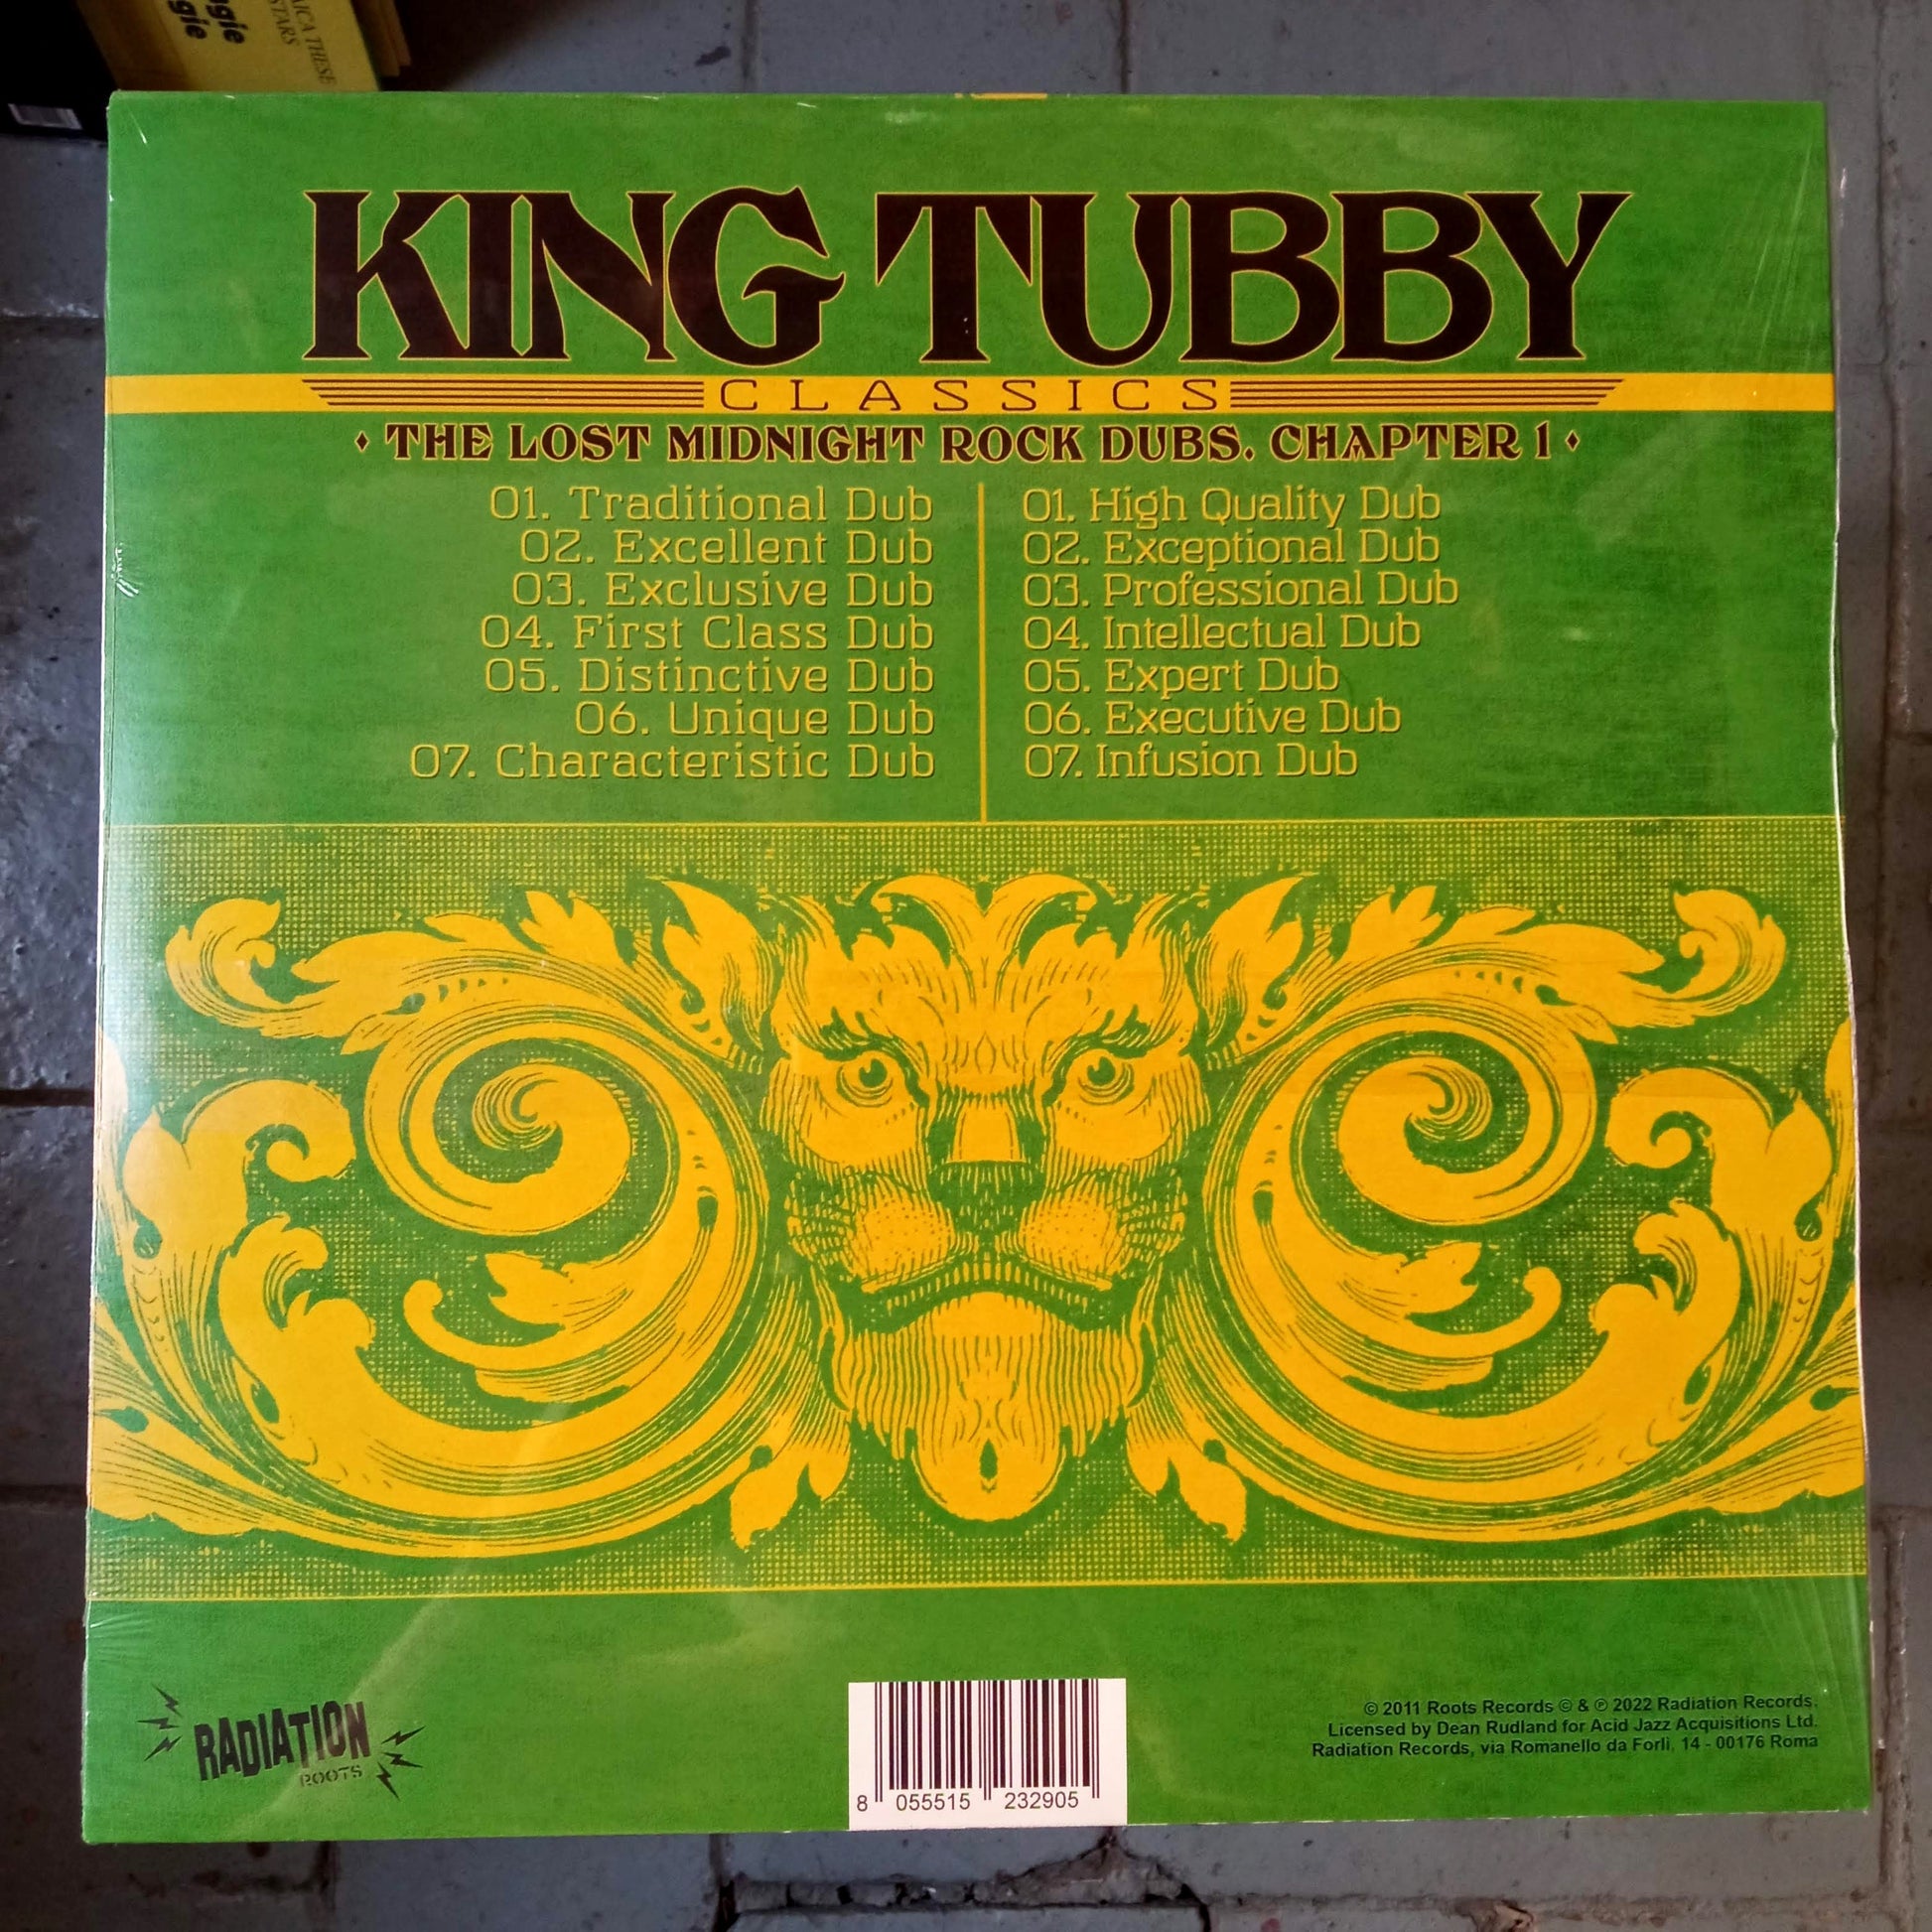 AICA THESE
STARS
gie
KING TUBBY
CLASSICS
THE LOST MIDNIGHT ROCK DUBS. CHAPTER 1
01. Traditional Dub
02. Excellent Dub
03. Exclusive Dub
04. First Class Dub
05. Distinctive Dub
06. Unique Dub
07. Characteristic Dub
01. High Quality Dub
02. Exceptional Dub
03. Professional Dub
04. Intellectual Dub
05. Expert Dub
06. Executive Dub
07. Infusion Dub
RADIATION
ROOTS
8 055515 232905
© 2011 Roots Records © & ℗ 2022 Radiation Records.
Licensed by Dean Rudland for Acid Jazz Acquisitions Ltd.
Radiation Records, via Romanello da Forlì, 14 - 00176 Roma